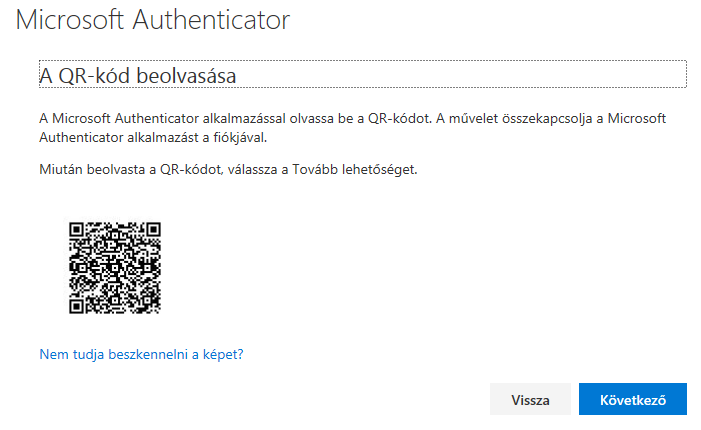 Microsoft Authenticator
A QR-kód beolvasása
A Microsoft Authenticator alkalmazással olvassa be a QR-kódot. A művelet összekapcsolja a Microsoft
Authenticator alkalmazást a fiókjával.
Miután beolvasta a QR-kódot, válassza a Tovább lehetőséget.
Nem tudja beszkennelni a képet?
Vissza
Következő